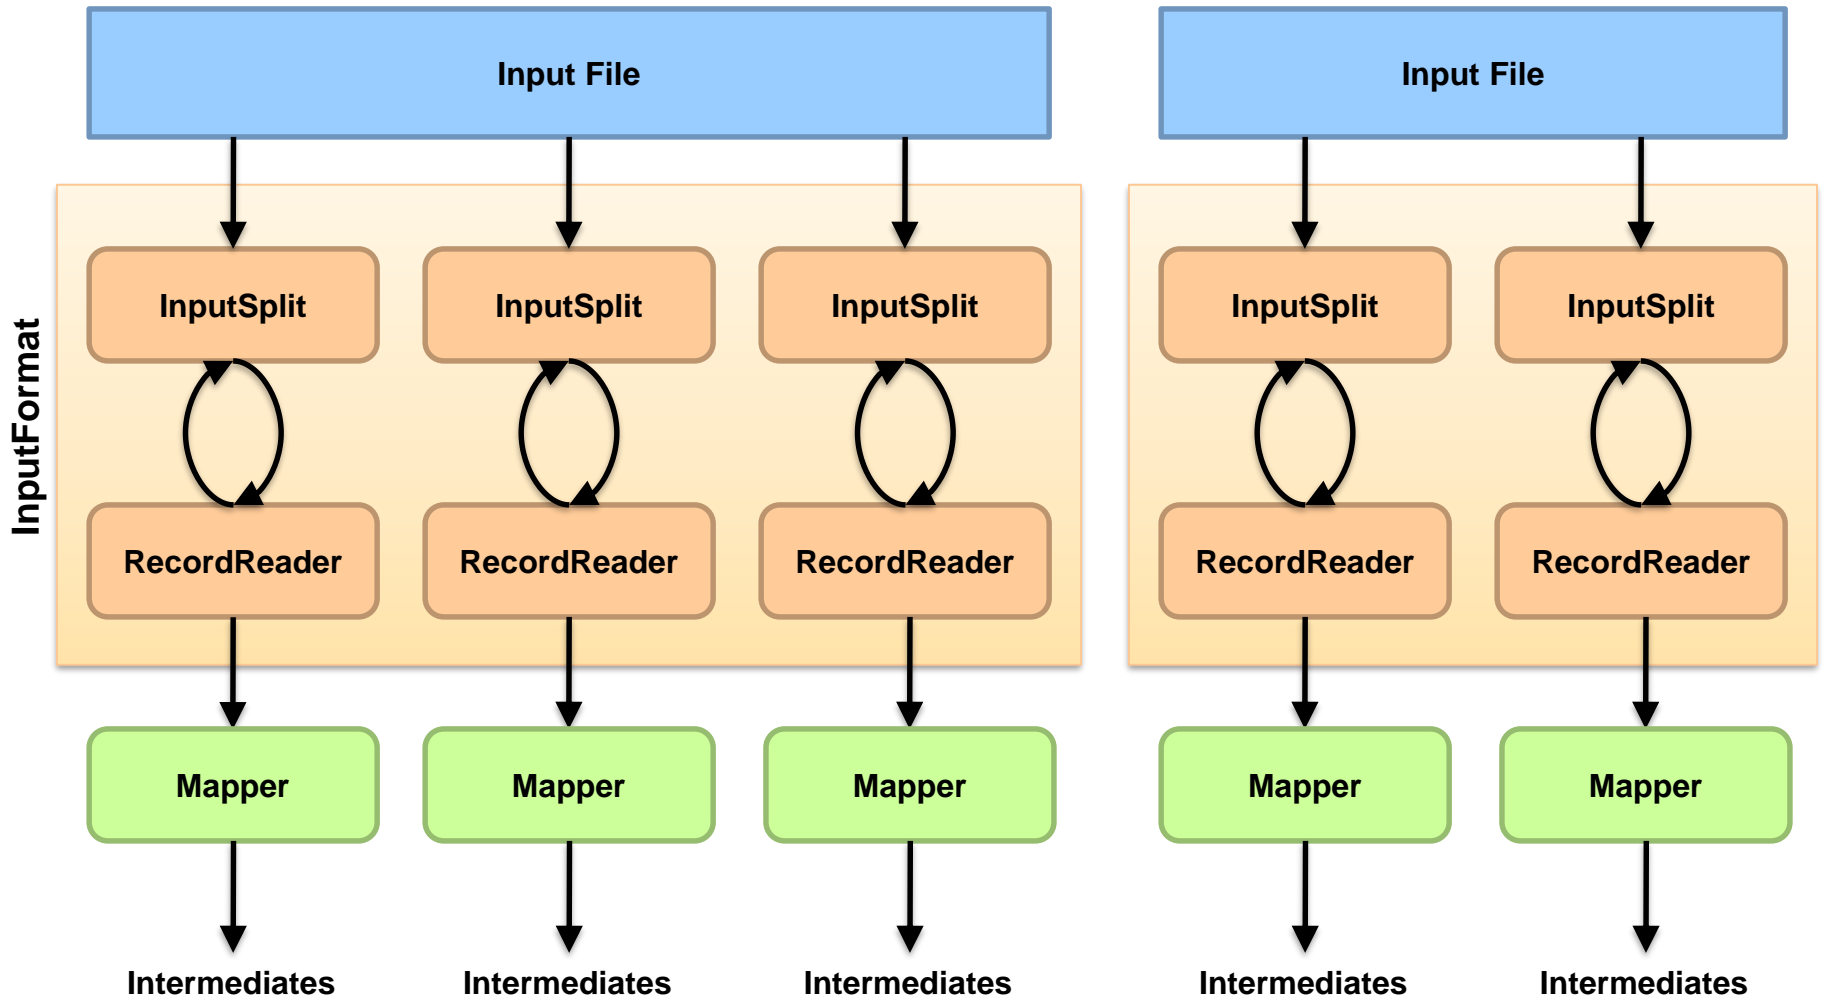 Input File
Input File
InputFormat
InputSplit
InputSplit
InputSplit
InputSplit
InputSplit
RecordReader
RecordReader
RecordReader
RecordReader
RecordReader
Mapper
Mapper
Mapper
Mapper
Mapper
Intermediates
Intermediates
Intermediates
Intermediates
Intermediates